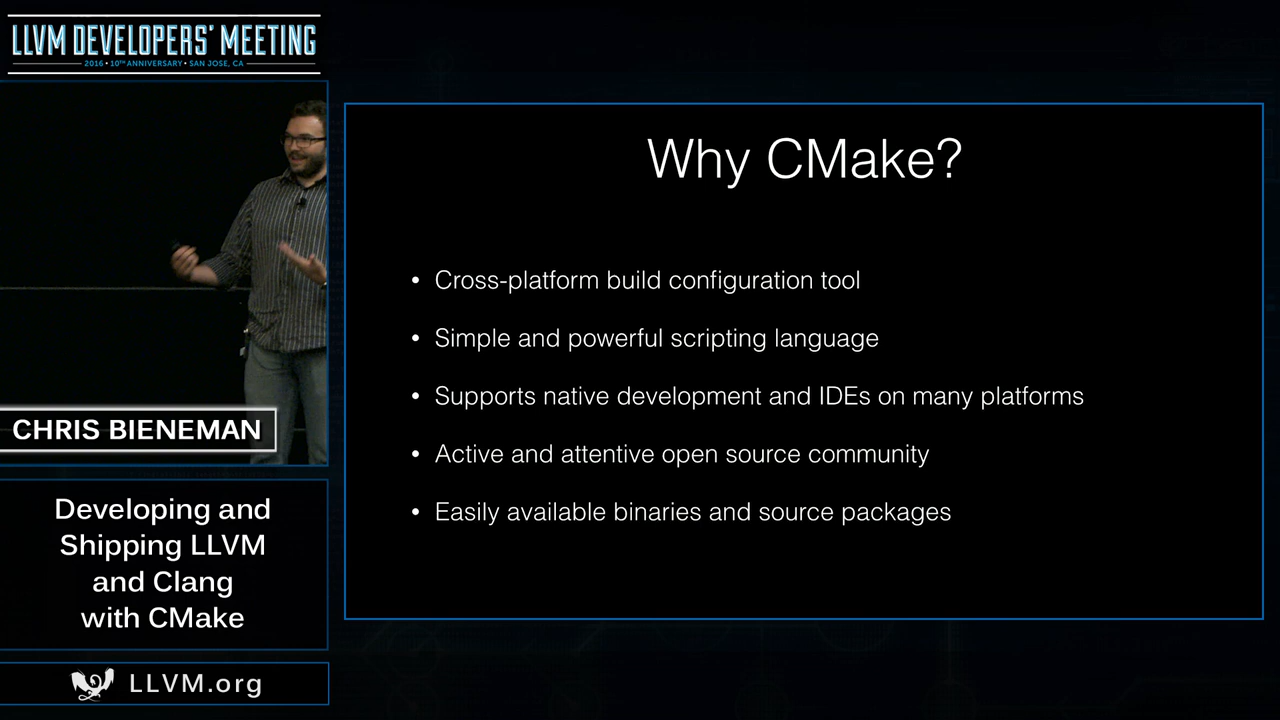 LLVM DEVELOPERS' MEETING
2016 • 10TH ANNIVERSARY • SAN JOSE, CA
Why CMake?
• Cross-platform build configuration tool
• Simple and powerful scripting language
• Supports native development and IDEs on many platforms
• Active and attentive open source community
• Easily available binaries and source packages
CHRIS BIENEMAN
Developing and
Shipping LLVM
and Clang
with CMake
LLVM.org